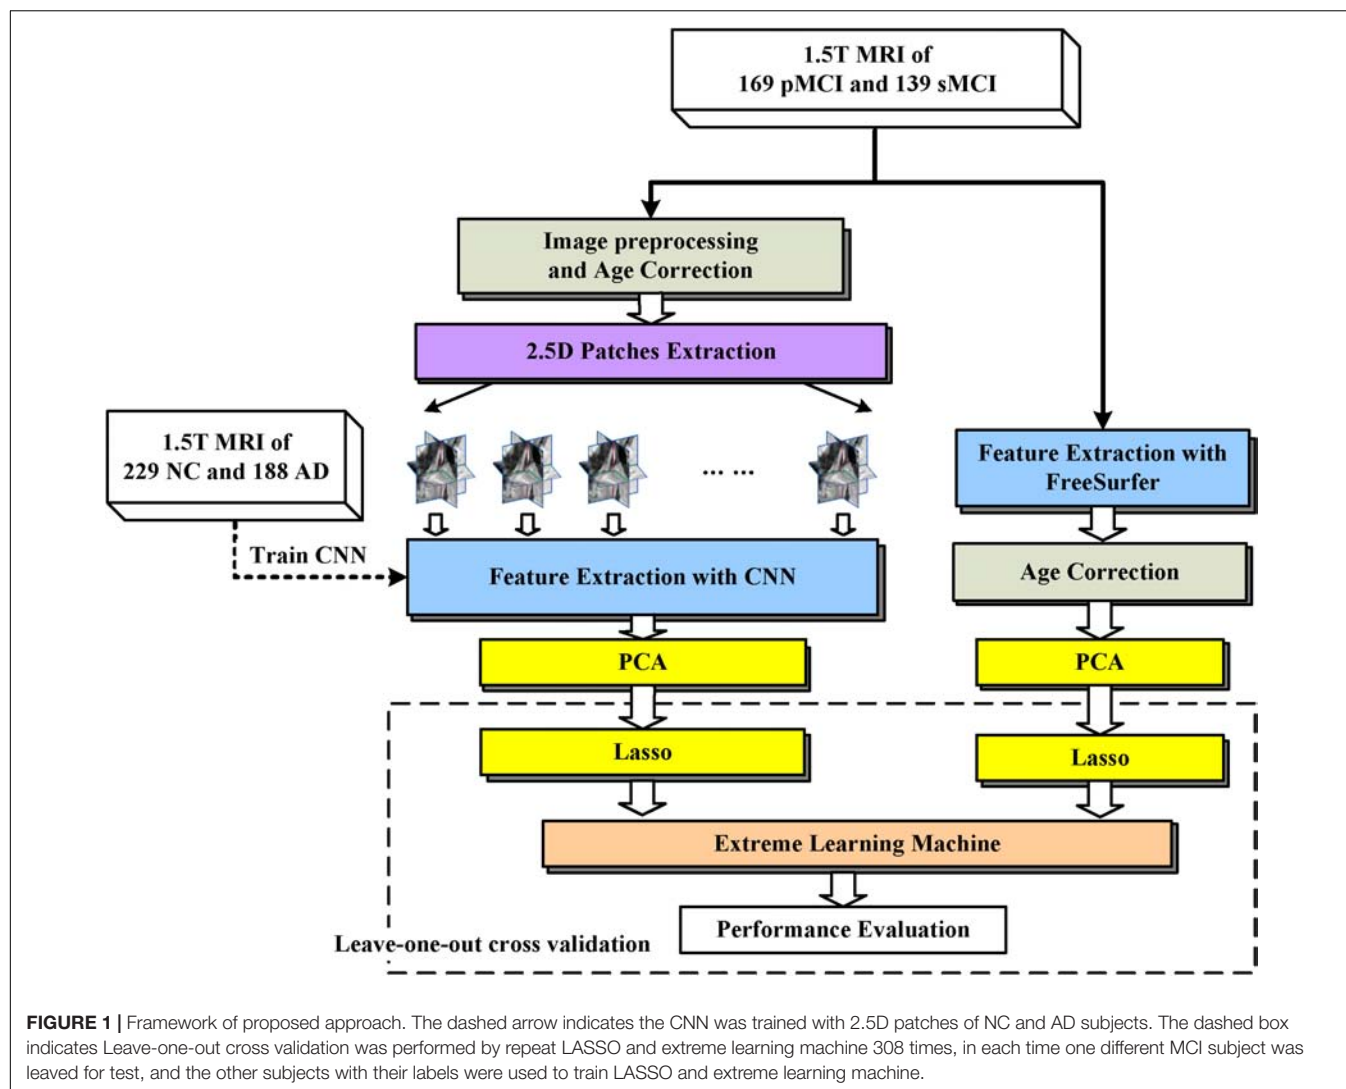 1.5T MRI of
169 pMCI and 139 sMCI
Image preprocessing
and Age Correction
2.5D Patches Extraction
1.5T MRI of
229 NC and 188 AD
... ...
Feature Extraction with
FreeSurfer
Train CNN
Feature Extraction with CNN
Age Correction
PCA
PCA
Lasso
Lasso
Extreme Learning Machine
Performance Evaluation
Leave-one-out cross validation
FIGURE 1 | Framework of proposed approach. The dashed arrow indicates the CNN was trained with 2.5D patches of NC and AD subjects. The dashed box
indicates Leave-one-out cross validation was performed by repeat LASSO and extreme learning machine 308 times, in each time one different MCI subject was
leaved for test, and the other subjects with their labels were used to train LASSO and extreme learning machine.